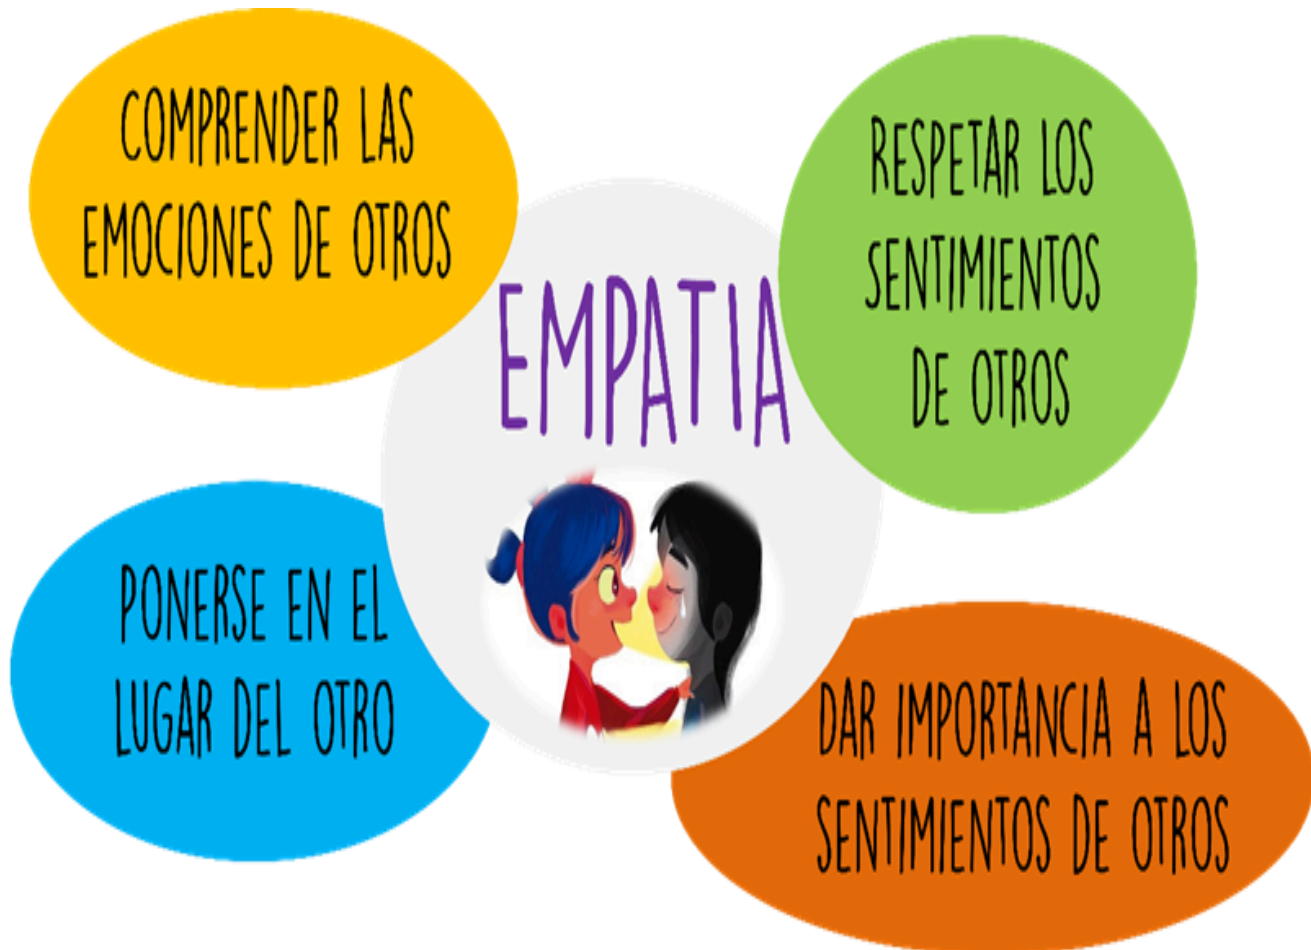 COMPRENDER LAS
EMOCIONES DE OTROS
RESPETAR LOS
SENTIMIENTOS
DE OTROS
EMPATIA
PONERSE EN EL
LUGAR DEL OTRO
DAR IMPORTANCIA A LOS
SENTIMIENTOS DE OTROS